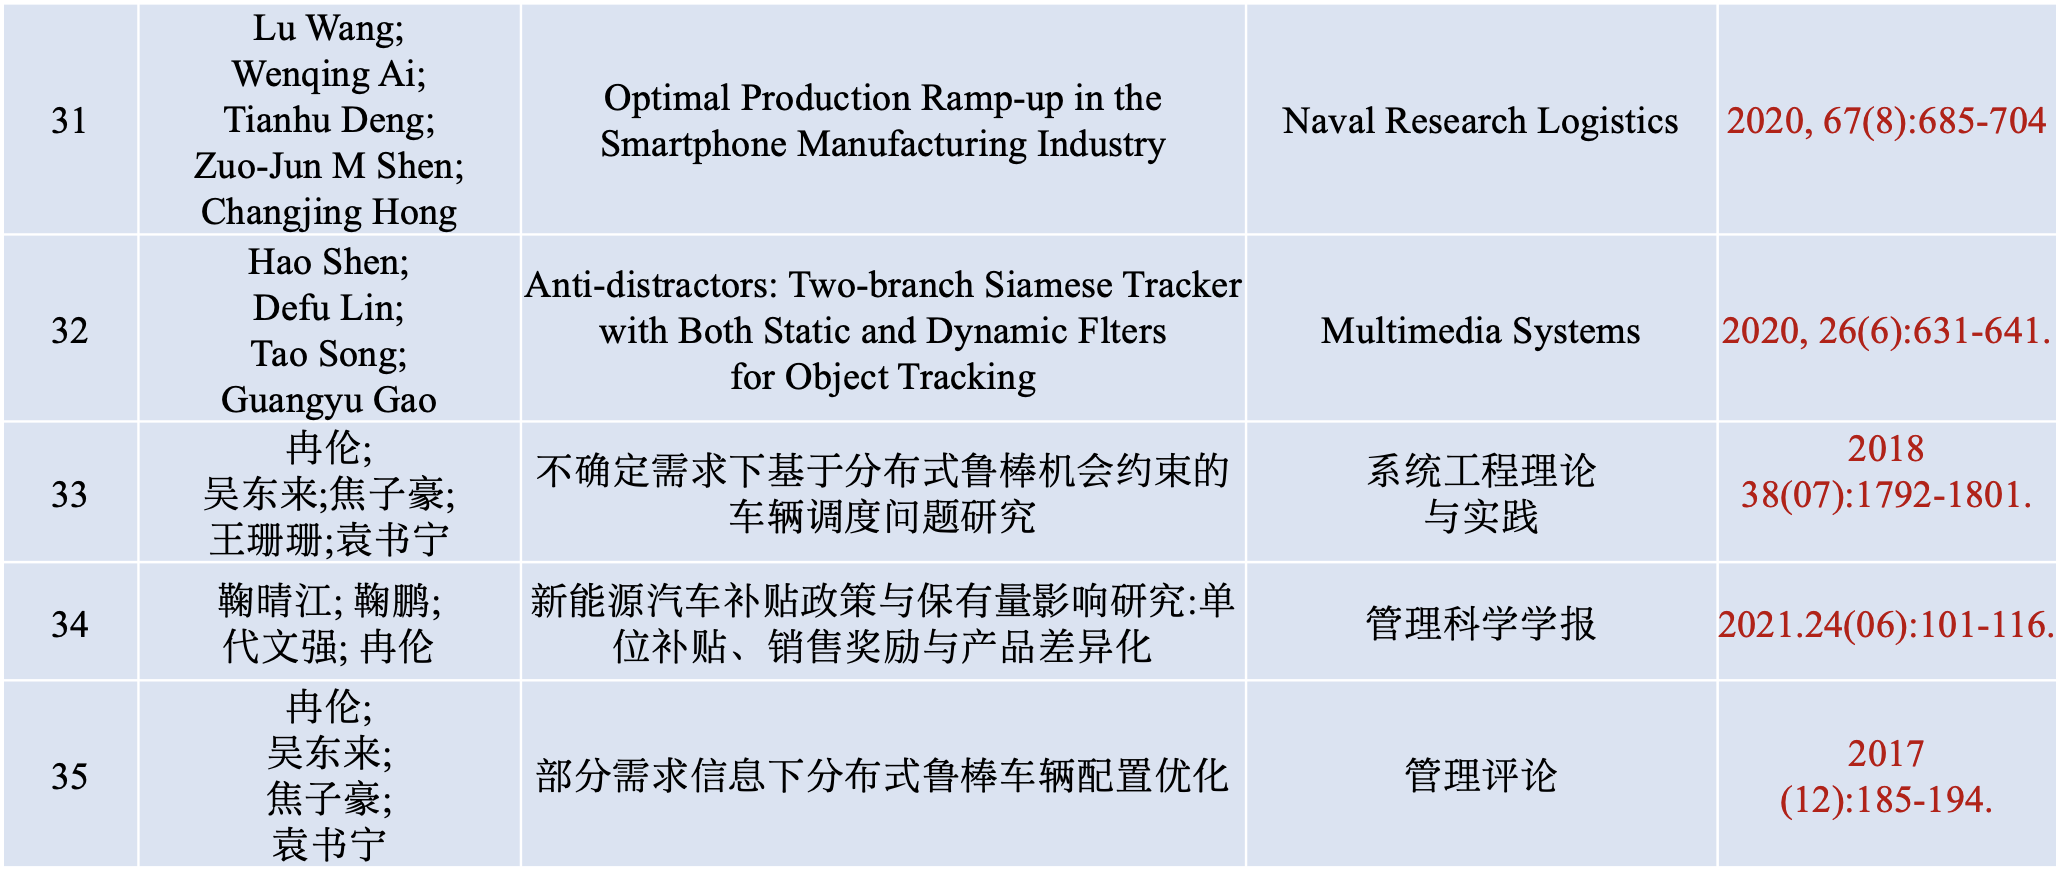 31
Lu Wang;
Wenqing Ai;
Tianhu Deng;
Zuo-Jun M Shen;
Changjing Hong
Optimal Production Ramp-up in the
Smartphone Manufacturing Industry
Naval Research Logistics
2020, 67(8):685-704
32
Hao Shen;
Defu Lin;
Tao Song;
Guangyu Gao
Anti-distractors: Two-branch Siamese Tracker
with Both Static and Dynamic Flters
for Object Tracking
Multimedia Systems
2020, 26(6):631-641.
33
冉伦;
吴东来;焦子豪;
王珊珊;袁书宁
不确定需求下基于分布式鲁棒机会约束的
车辆调度问题研究
系统工程理论
与实践
2018
38(07):1792-1801.
34
鞠晴江; 鞠鹏;
代文强; 冉伦
新能源汽车补贴政策与保有量影响研究:单
位补贴、销售奖励与产品差异化
管理科学学报
2021.24(06):101-116.
35
冉伦;
吴东来;
焦子豪;
袁书宁
部分需求信息下分布式鲁棒车辆配置优化
管理评论
2017
(12):185-194.